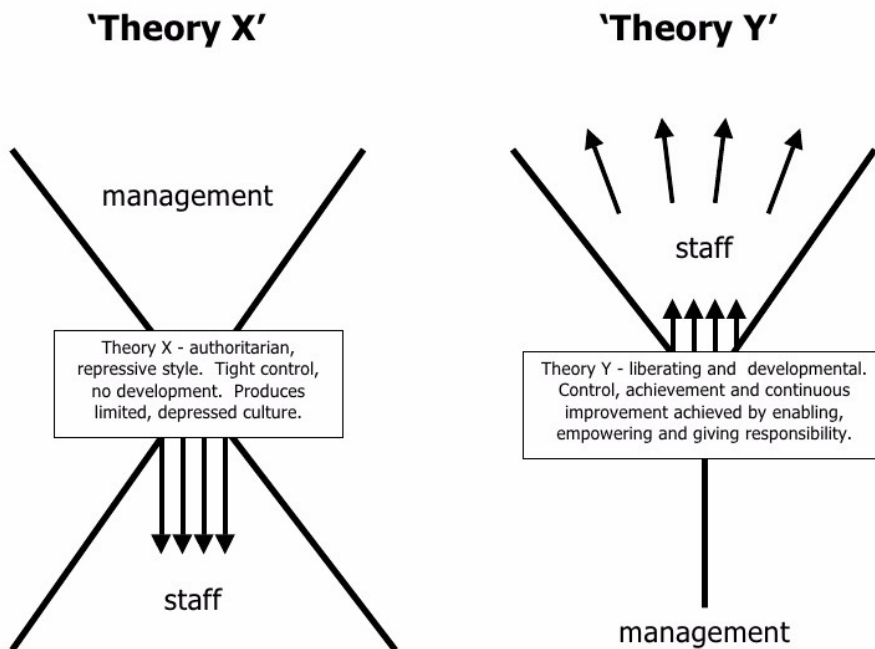 ‘Theory X’
management
Theory X - authoritarian,
repressive style.  Tight control,
no development.  Produces
limited, depressed culture.
staff
‘Theory Y’
staff
Theory Y - liberating and  developmental.
Control, achievement and continuous
improvement achieved by enabling,
empowering and giving responsibility.
management